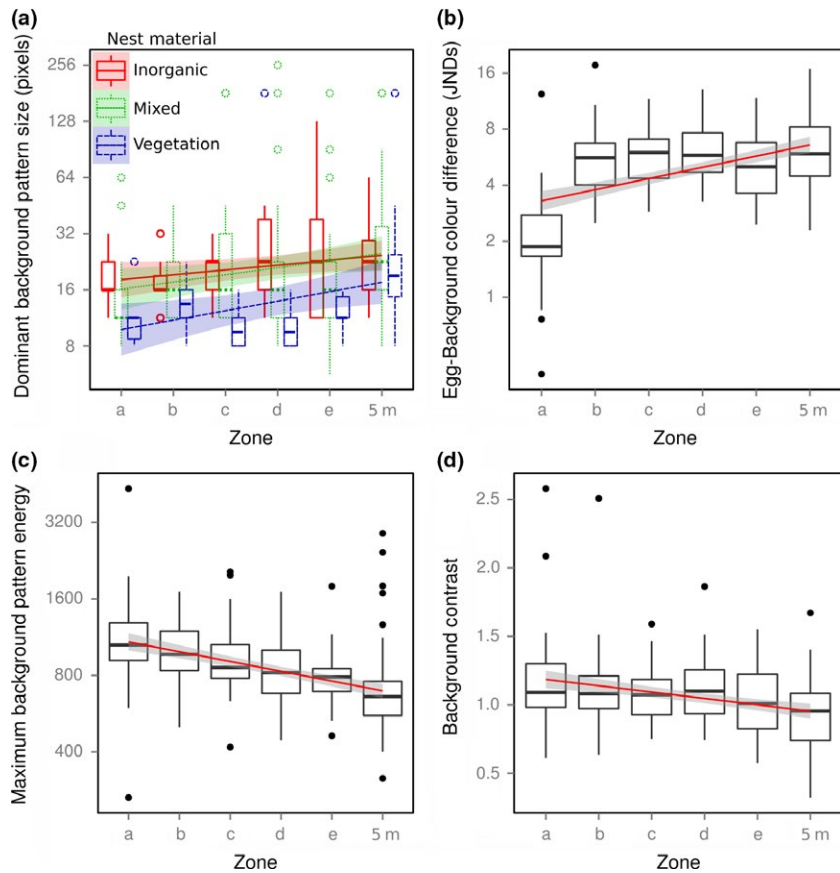 (a)
Nest material
Inorganic
Mixed
Vegetation
Dominant background pattern size (pixels)
256
128
64
32
16
8
a b c d e 5 m
Zone
(b)
Egg-Background colour difference (JNDs)
16
8
4
2
1
a b c d e 5 m
Zone
(c)
Maximum background pattern energy
3200
1600
800
400
a b c d e 5 m
Zone
(d)
Background contrast
2.5
2.0
1.5
1.0
0.5
a b c d e 5 m
Zone